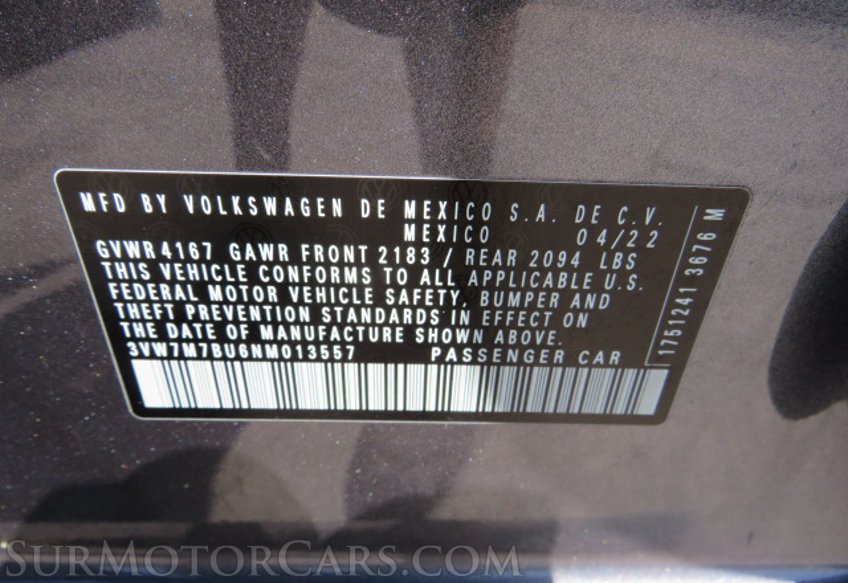 MFD BY VOLKSWAGEN DE MEXICO S.A. DE C.V.
MEXICO 04/22
GVWR 4167 GAWR FRONT 2183 / REAR 2094 LBS
THIS VEHICLE CONFORMS TO ALL APPLICABLE U.S.
FEDERAL MOTOR VEHICLE SAFETY, BUMPER AND
THEFT PREVENTION STANDARDS IN EFFECT ON
THE DATE OF MANUFACTURE SHOWN ABOVE.
3VW7M7BU6NM013557 PASSENGER CAR
1751241 3676 M
SURMOTORCARS.COM